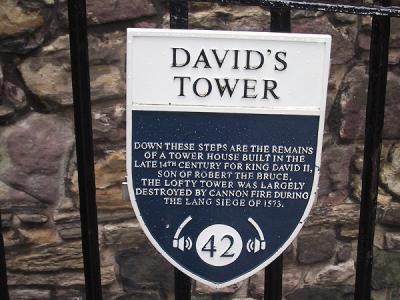 DAVID'S
TOWER
DOWN THESE STEPS ARE THE REMAINS
OF A TOWER HOUSE BUILT IN THE
LATE 14TH CENTURY FOR KING DAVID II,
SON OF ROBERT THE BRUCE.
THE LOFTY TOWER WAS LARGELY
DESTROYED BY CANNON FIRE DURING
THE LANG SIEGE OF 1573.
42